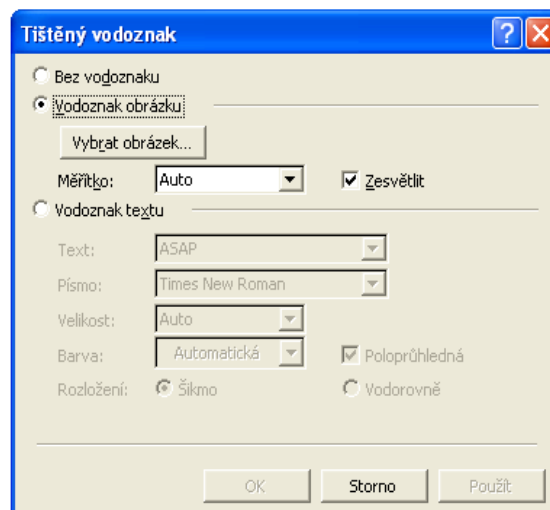 Tištěný vodoznak
Bez vodoznaku
Vodoznak obrázku
Vybrat obrázek...
Měřítko: Auto Zesvětlit
Vodoznak textu
Text: ASAP
Písmo: Times New Roman
Velikost: Auto
Barva: Automatická Poloprůhledná
Rozložení: Šikmo Vodorovně
OK Storno Použít